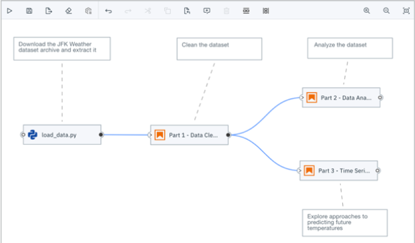 Download the JFK Weather
dataset archive and extract it
Clean the dataset
Analyze the dataset
load_data.py
Part 1 - Data Cle...
Part 2 - Data Ana...
Part 3 - Time Seri...
Explore approaches to
predicting future
temperatures